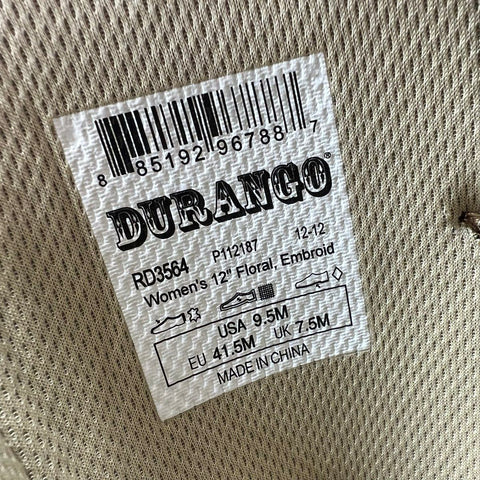 8 85192 96788 7
DURANGO
RD3564 P112187 12-12
Women's 12" Floral, Embroid
USA 9.5M
EU 41.5M UK 7.5M
MADE IN CHINA